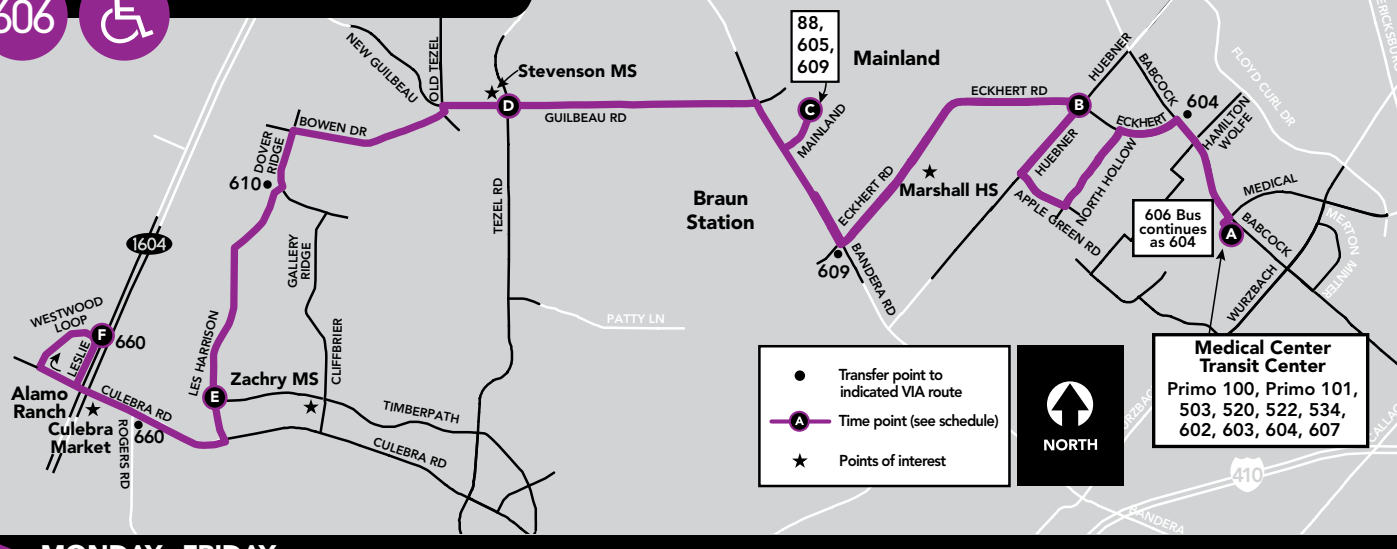 606
NEW GUILBEAU
OLD TEZEL
Stevenson MS
D
GUILBEAU RD
BOWEN DR
DOVER
RIDGE
610
1604
GALLERY
RIDGE
TEZEL RD
WESTWOOD
LOOP
F
660
LESLIE
LES HARRISON
Alamo
Ranch
CULEBRA RD
Culebra
Market
ROGERS RD
660
E
Zachry MS
CLIFFBRIER
TIMBERPATH
CULEBRA RD
PATTY LN
88,
605,
609
Mainland
C
MAINLAND
Braun
Station
ECKHERT RD
609
BANDERA RD
Marshall HS
ECKHERT RD
B
HUEBNER
BABCOCK
604
ECKHERT
HAMILTON
WOLFE
FLOYD CURL DR
HUEBNER
NORTH HOLLOW
APPLE GREEN RD
606 Bus
continues
as 604
A
MEDICAL
BABCOCK
MERTON
MINTER
WURZBACH
Medical Center
Transit Center
Primo 100, Primo 101,
503, 520, 522, 534,
602, 603, 604, 607
Transfer point to
indicated VIA route
A
Time point (see schedule)
Points of interest
NORTH
410
BANDERA
MONDAY - FRIDAY